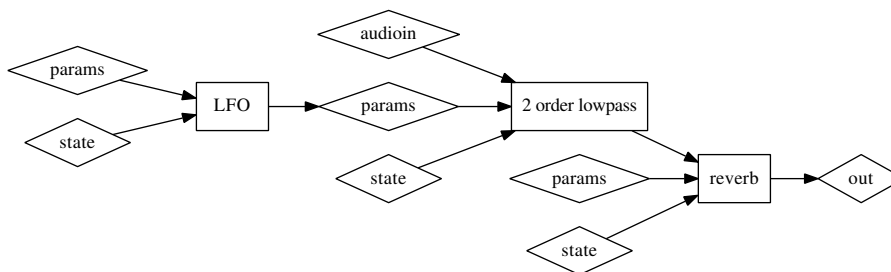 audioin
params
LFO
params
2 order lowpass
state
state
params
reverb
out
state